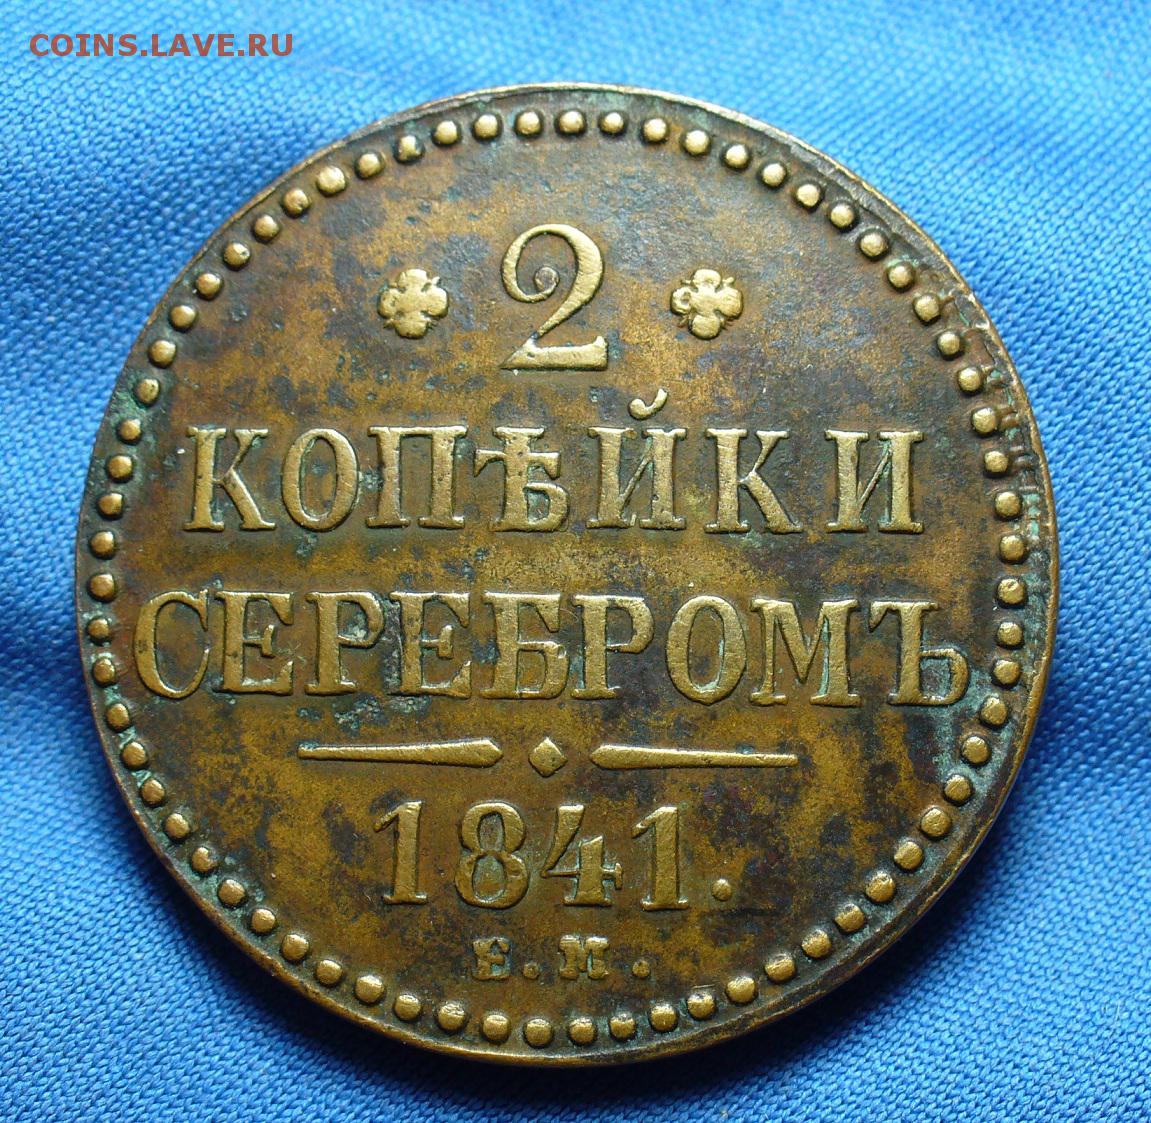 COINS.LAVE.RU
2
КОПѢЙКИ
СЕРЕБРОМЪ
1841.
Е.М.